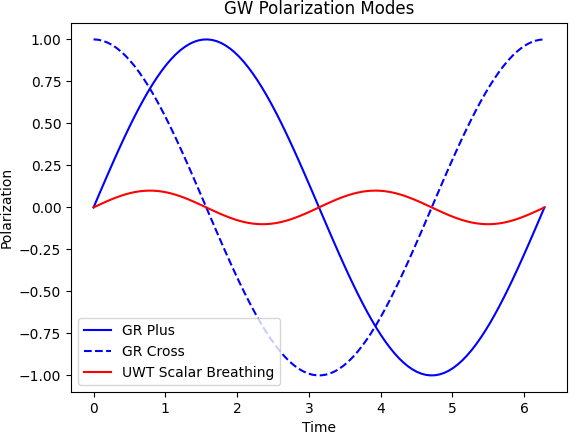 GW Polarization Modes
Polarization
1.00
0.75
0.50
0.25
0.00
−0.25
−0.50
−0.75
−1.00
GR Plus
GR Cross
UWT Scalar Breathing
0 1 2 3 4 5 6
Time